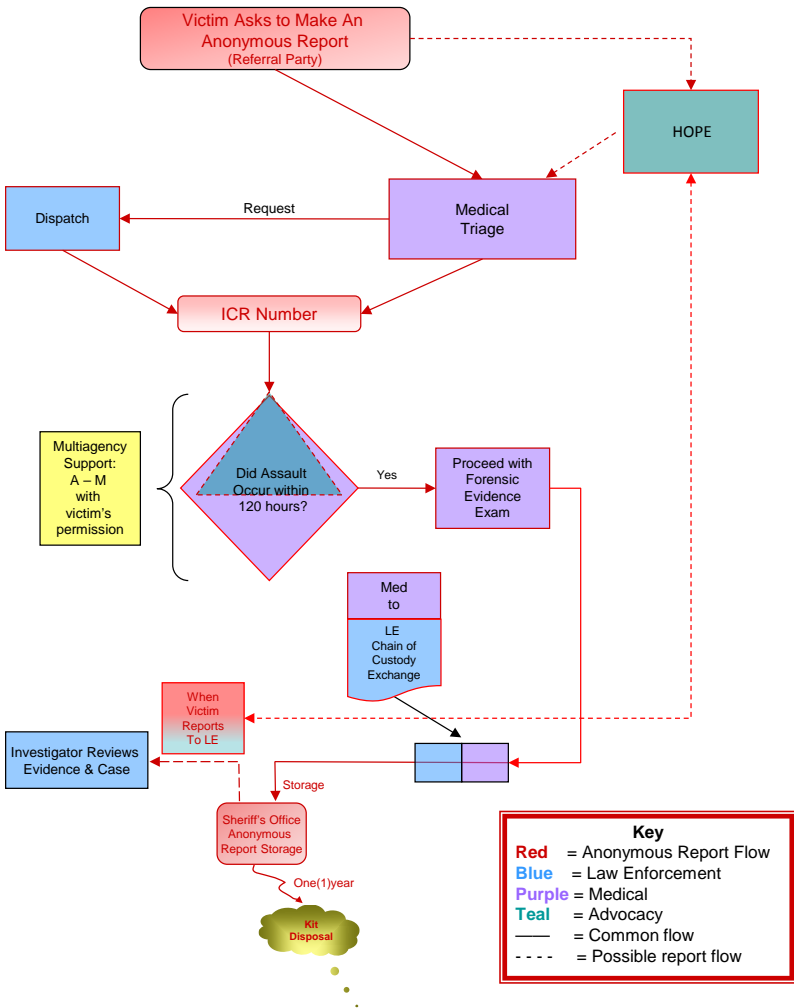 Victim Asks to Make An
Anonymous Report
(Referral Party)
HOPE
Dispatch
Request
Medical
Triage
ICR Number
Multiagency
Support:
A – M
with
victim's
permission
Did Assault
Occur within
120 hours?
Yes
Proceed with
Forensic
Evidence
Exam
Med
to
LE
Chain of
Custody
Exchange
When
Victim
Reports
To LE
Investigator Reviews
Evidence & Case
Storage
Sheriff's Office
Anonymous
Report Storage
One(1)year
Kit
Disposal
Key
Red = Anonymous Report Flow
Blue = Law Enforcement
Purple = Medical
Teal = Advocacy
—— = Common flow
- - - - = Possible report flow